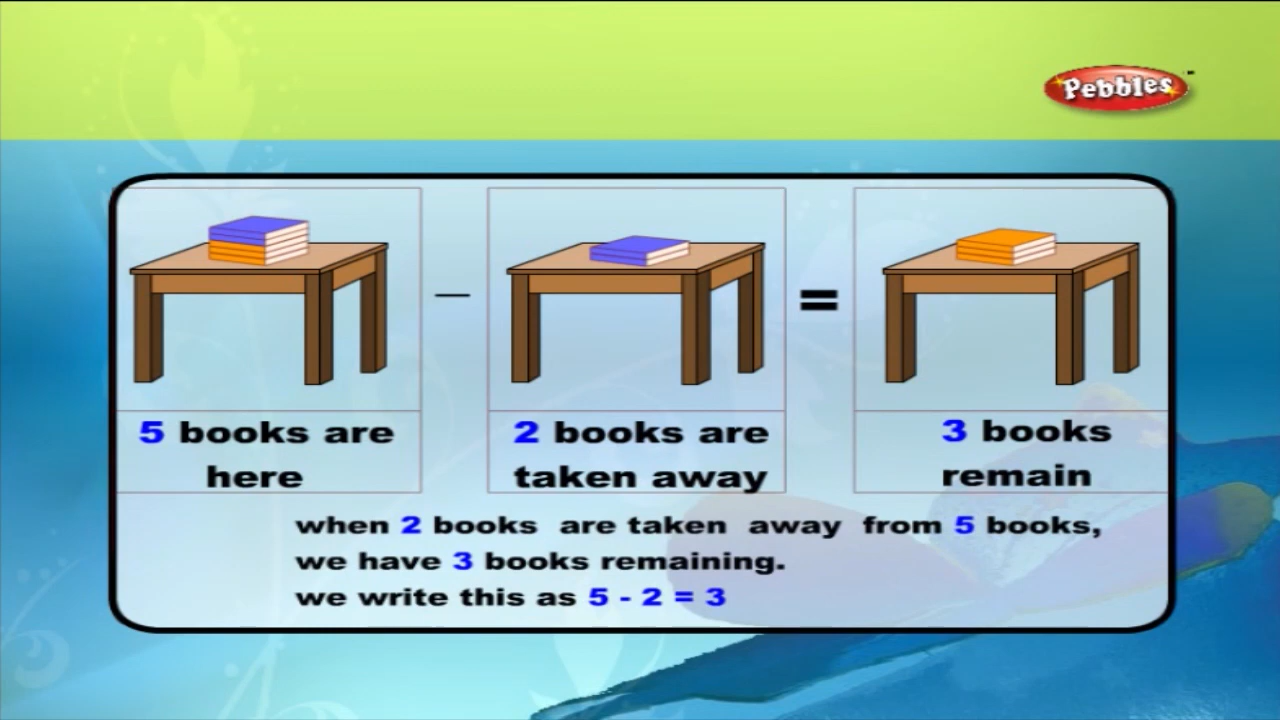 Pebbles
5 books are
here
–
2 books are
taken away
=
3 books
remain
when 2 books are taken away from 5 books,
we have 3 books remaining.
we write this as 5 - 2 = 3